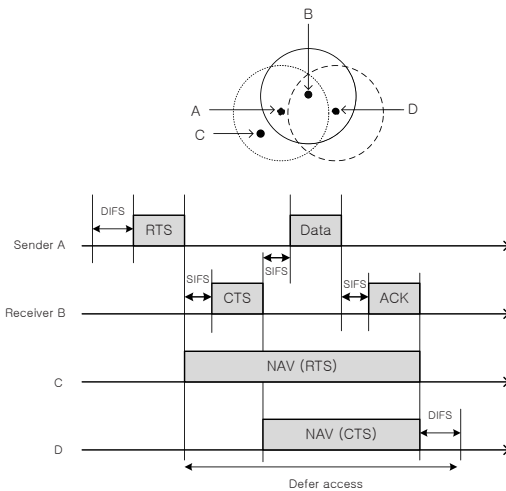 B
A
D
C
DIFS
RTS
Data
Sender A
SIFS
SIFS
SIFS
CTS
ACK
Receiver B
NAV (RTS)
C
DIFS
NAV (CTS)
D
Defer access